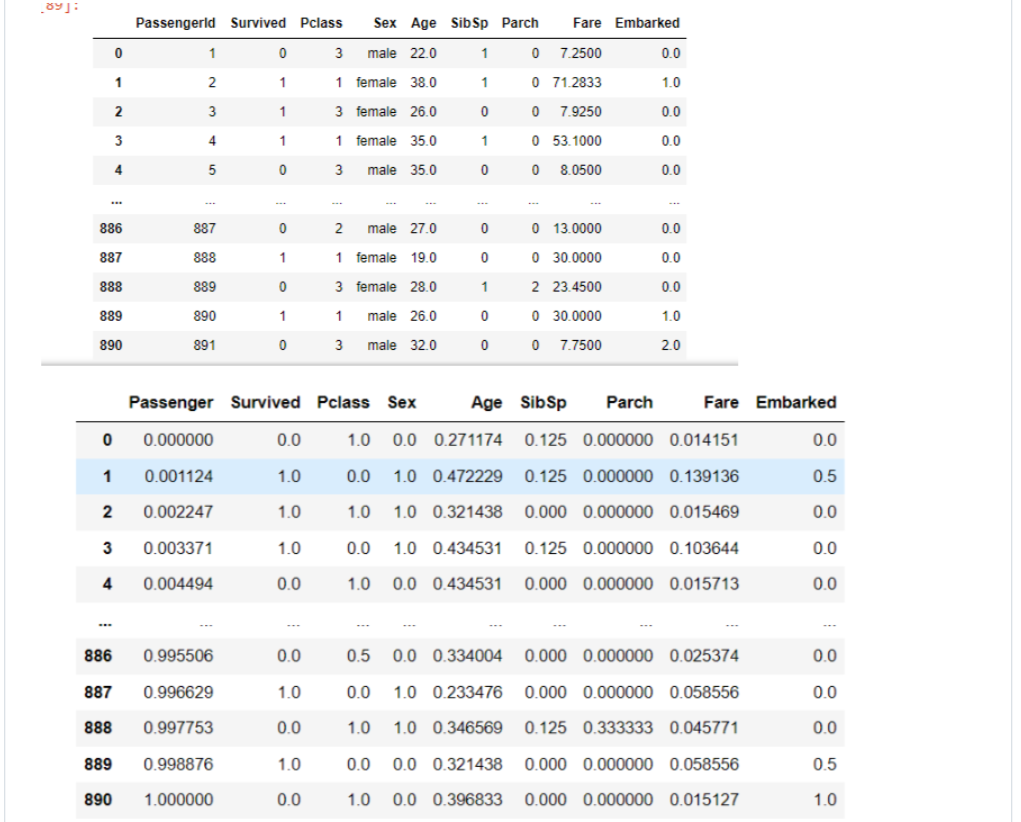 89]:
PassengerId Survived Pclass Sex Age SibSp Parch Fare Embarked
0 1 0 3 male 22.0 1 0 7.2500 0.0
1 2 1 1 female 38.0 1 0 71.2833 1.0
2 3 1 3 female 26.0 0 0 7.9250 0.0
3 4 1 1 female 35.0 1 0 53.1000 0.0
4 5 0 3 male 35.0 0 0 8.0500 0.0
... ... ... ... ... ... ... ... ... ...
886 887 0 2 male 27.0 0 0 13.0000 0.0
887 888 1 1 female 19.0 0 0 30.0000 0.0
888 889 0 3 female 28.0 1 2 23.4500 0.0
889 890 1 1 male 26.0 0 0 30.0000 1.0
890 891 0 3 male 32.0 0 0 7.7500 2.0
Passenger Survived Pclass Sex Age SibSp Parch Fare Embarked
0 0.000000 0.0 1.0 0.0 0.271174 0.125 0.000000 0.014151 0.0
1 0.001124 1.0 0.0 1.0 0.472229 0.125 0.000000 0.139136 0.5
2 0.002247 1.0 1.0 1.0 0.321438 0.000 0.000000 0.015469 0.0
3 0.003371 1.0 0.0 1.0 0.434531 0.125 0.000000 0.103644 0.0
4 0.004494 0.0 1.0 0.0 0.434531 0.000 0.000000 0.015713 0.0
... ... ... ... ... ... ... ... ... ...
886 0.995506 0.0 0.5 0.0 0.334004 0.000 0.000000 0.025374 0.0
887 0.996629 1.0 0.0 1.0 0.233476 0.000 0.000000 0.058556 0.0
888 0.997753 0.0 1.0 1.0 0.346569 0.125 0.333333 0.045771 0.0
889 0.998876 1.0 0.0 0.0 0.321438 0.000 0.000000 0.058556 0.5
890 1.000000 0.0 1.0 0.0 0.396833 0.000 0.000000 0.015127 1.0